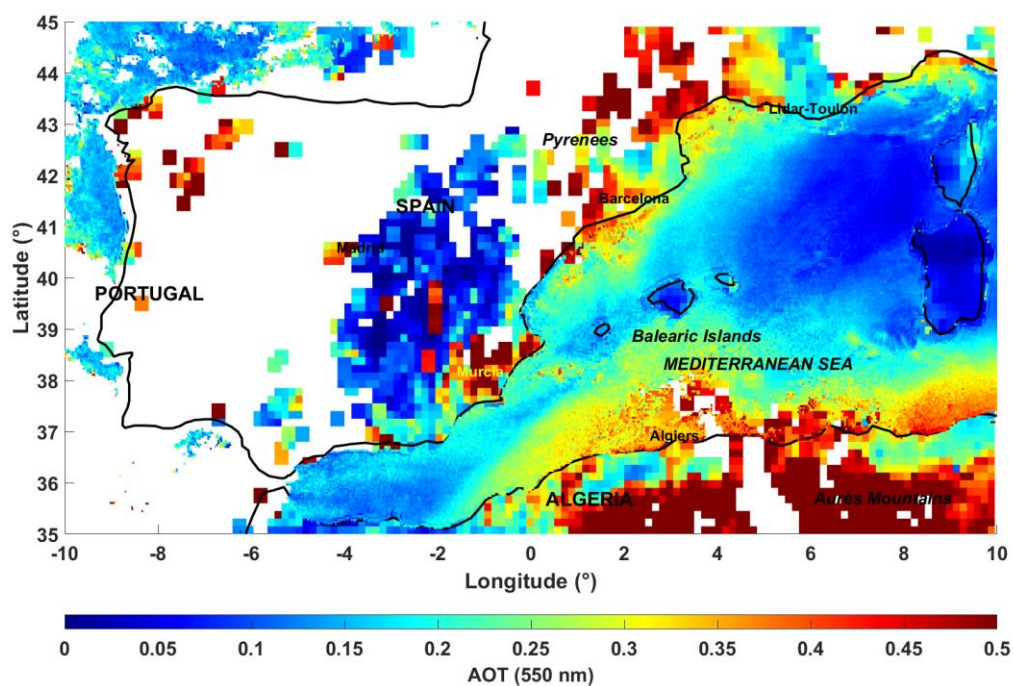 45
44
43
42
41
40
39
38
37
36
35
Latitude (°)
Lidar-Toulon
Pyrenees
Barcelona
SPAIN
Madrid
PORTUGAL
Balearic Islands
MEDITERRANEAN SEA
Murcia
Algiers
ALGERIA
Aurès Mountains
-10 -8 -6 -4 -2 0 2 4 6 8 10
Longitude (°)
0 0.05 0.1 0.15 0.2 0.25 0.3 0.35 0.4 0.45 0.5
AOT (550 nm)